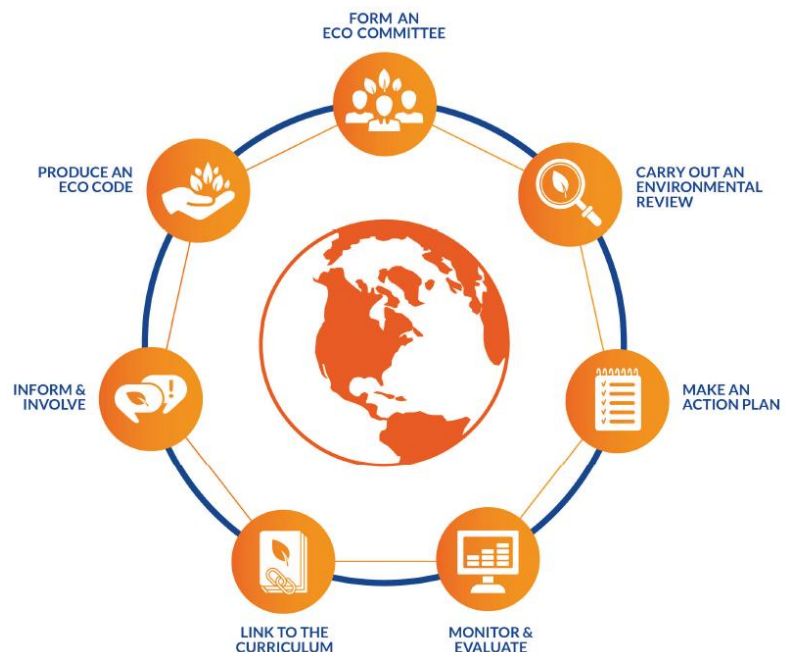 FORM AN
ECO COMMITTEE
CARRY OUT AN
ENVIRONMENTAL
REVIEW
MAKE AN
ACTION PLAN
MONITOR &
EVALUATE
LINK TO THE
CURRICULUM
INFORM &
INVOLVE
PRODUCE AN
ECO CODE